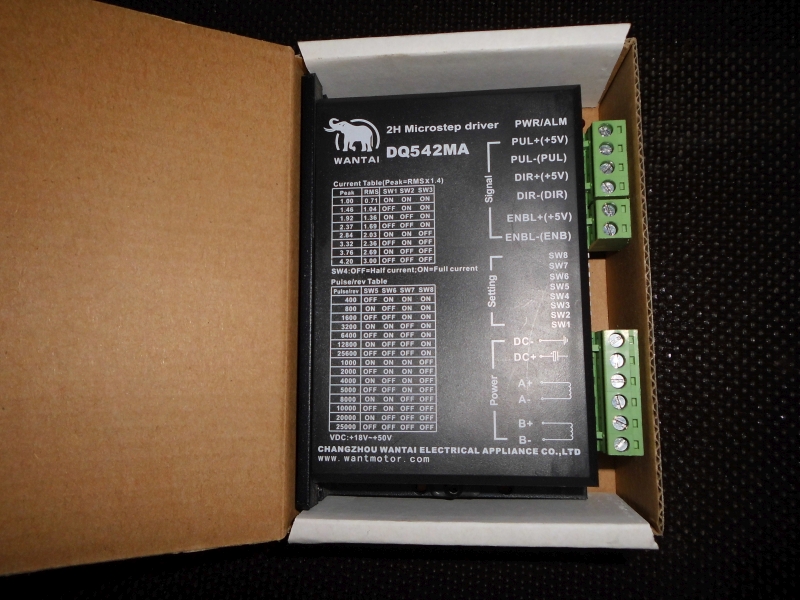 WANTAI
2H Microstep driver
DQ542MA
Current Table(Peak=RMSX1.4)
Peak RMS SW1 SW2 SW3
1.00 0.71 ON ON ON
1.46 1.04 OFF ON ON
1.92 1.36 ON OFF ON
2.37 1.69 OFF OFF ON
2.84 2.03 ON ON OFF
3.32 2.36 OFF ON OFF
3.76 2.69 ON OFF OFF
4.20 3.00 OFF OFF OFF
SW4:OFF=Half current;ON=Full current
Pulse/rev Table
Pulse/rev SW5 SW6 SW7 SW8
400 OFF ON ON ON
800 ON OFF ON ON
1600 OFF OFF ON ON
3200 ON ON OFF ON
6400 OFF ON OFF ON
12800 ON OFF OFF ON
25600 OFF OFF OFF ON
1000 ON ON ON OFF
2000 OFF ON ON OFF
4000 ON OFF ON OFF
5000 OFF OFF ON OFF
8000 ON ON OFF OFF
10000 OFF ON OFF OFF
20000 ON OFF OFF OFF
25000 OFF OFF OFF OFF
VDC:+18V~+50V
CHANGZHOU WANTAI ELECTRICAL APPLIANCE CO.,LTD
www.wantmotor.com
PWR/ALM
Signal
PUL+(+5V)
PUL-(PUL)
DIR+(+5V)
DIR-(DIR)
ENBL+(+5V)
ENBL-(ENB)
Setting
SW8
SW7
SW6
SW5
SW4
SW3
SW2
SW1
Power
DC-
DC+
A+
A-
B+
B-